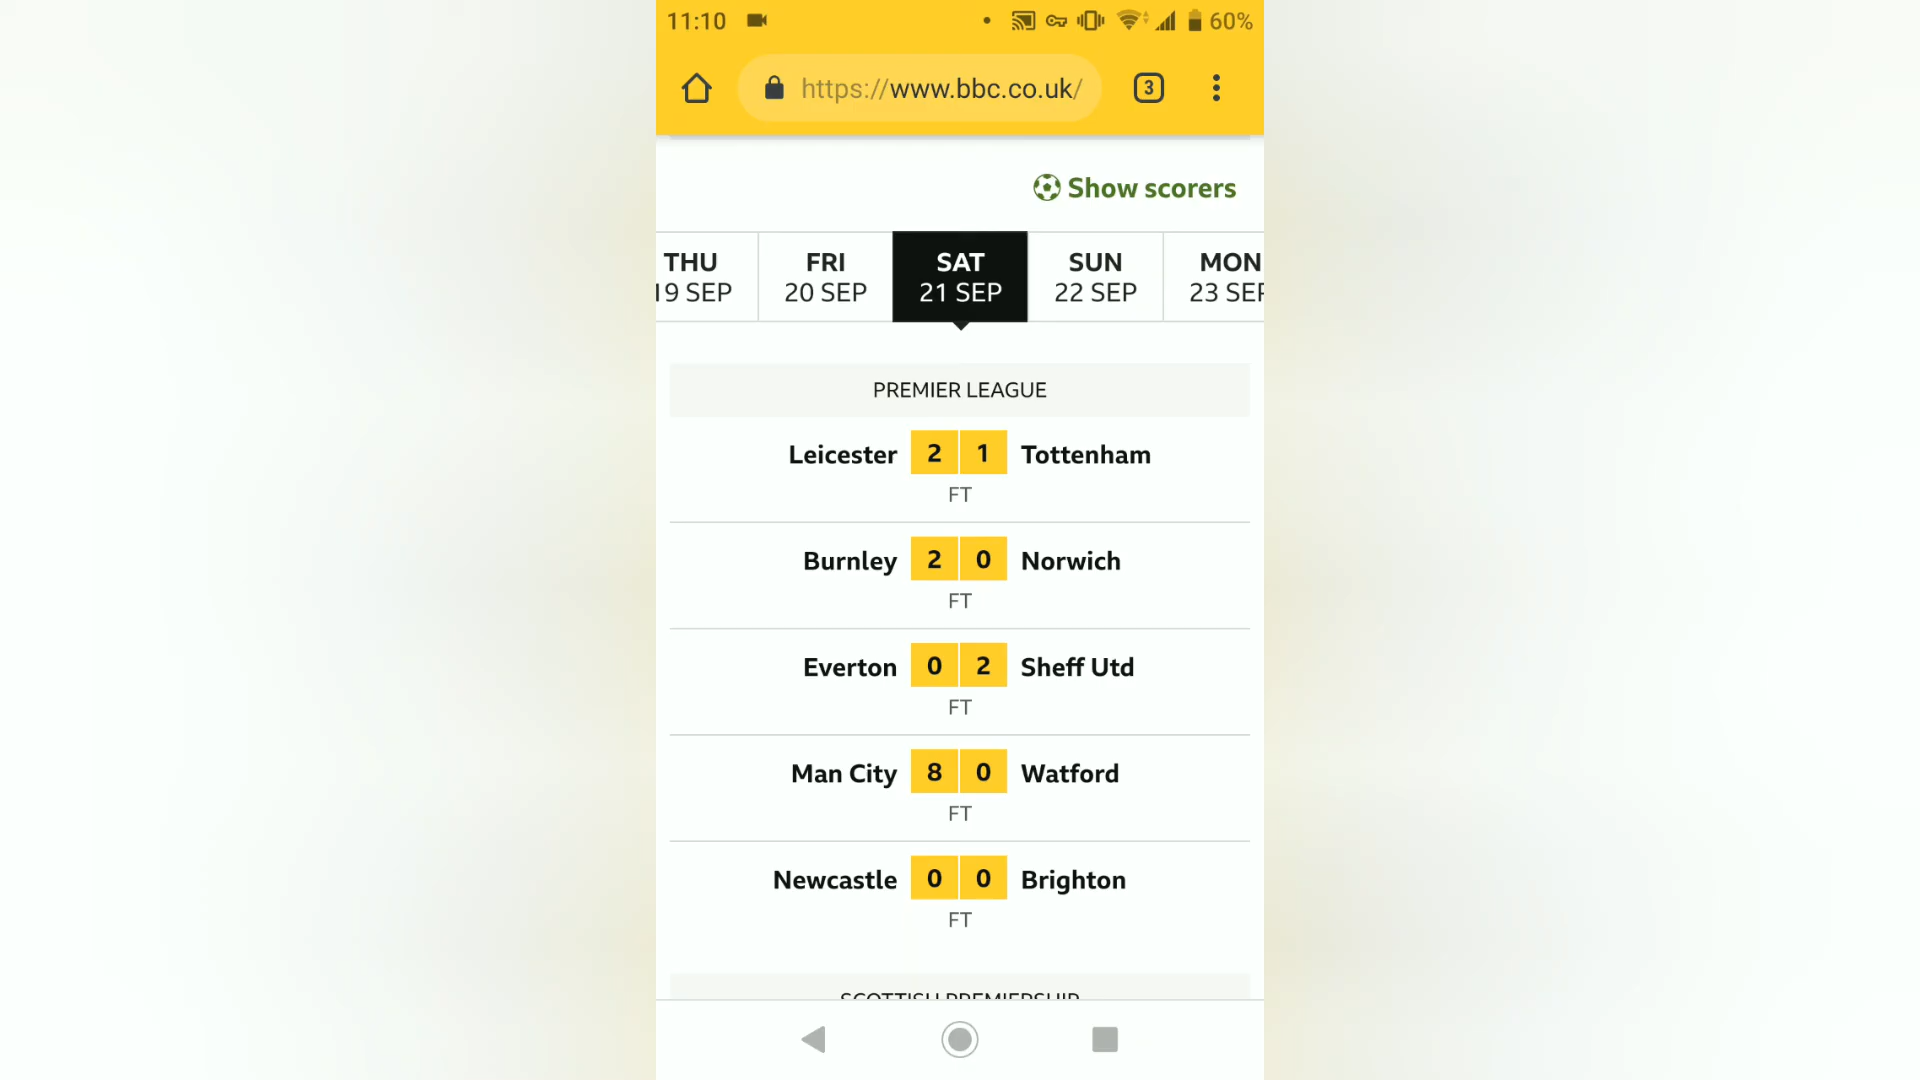 11:10 60%
https://www.bbc.co.uk/ 3
Show scorers
THU FRI SAT SUN MON
19 SEP 20 SEP 21 SEP 22 SEP 23 SEP
PREMIER LEAGUE
Leicester 2 1 Tottenham
FT
Burnley 2 0 Norwich
FT
Everton 0 2 Sheff Utd
FT
Man City 8 0 Watford
FT
Newcastle 0 0 Brighton
FT
SCOTTISH PREMIERSHIP